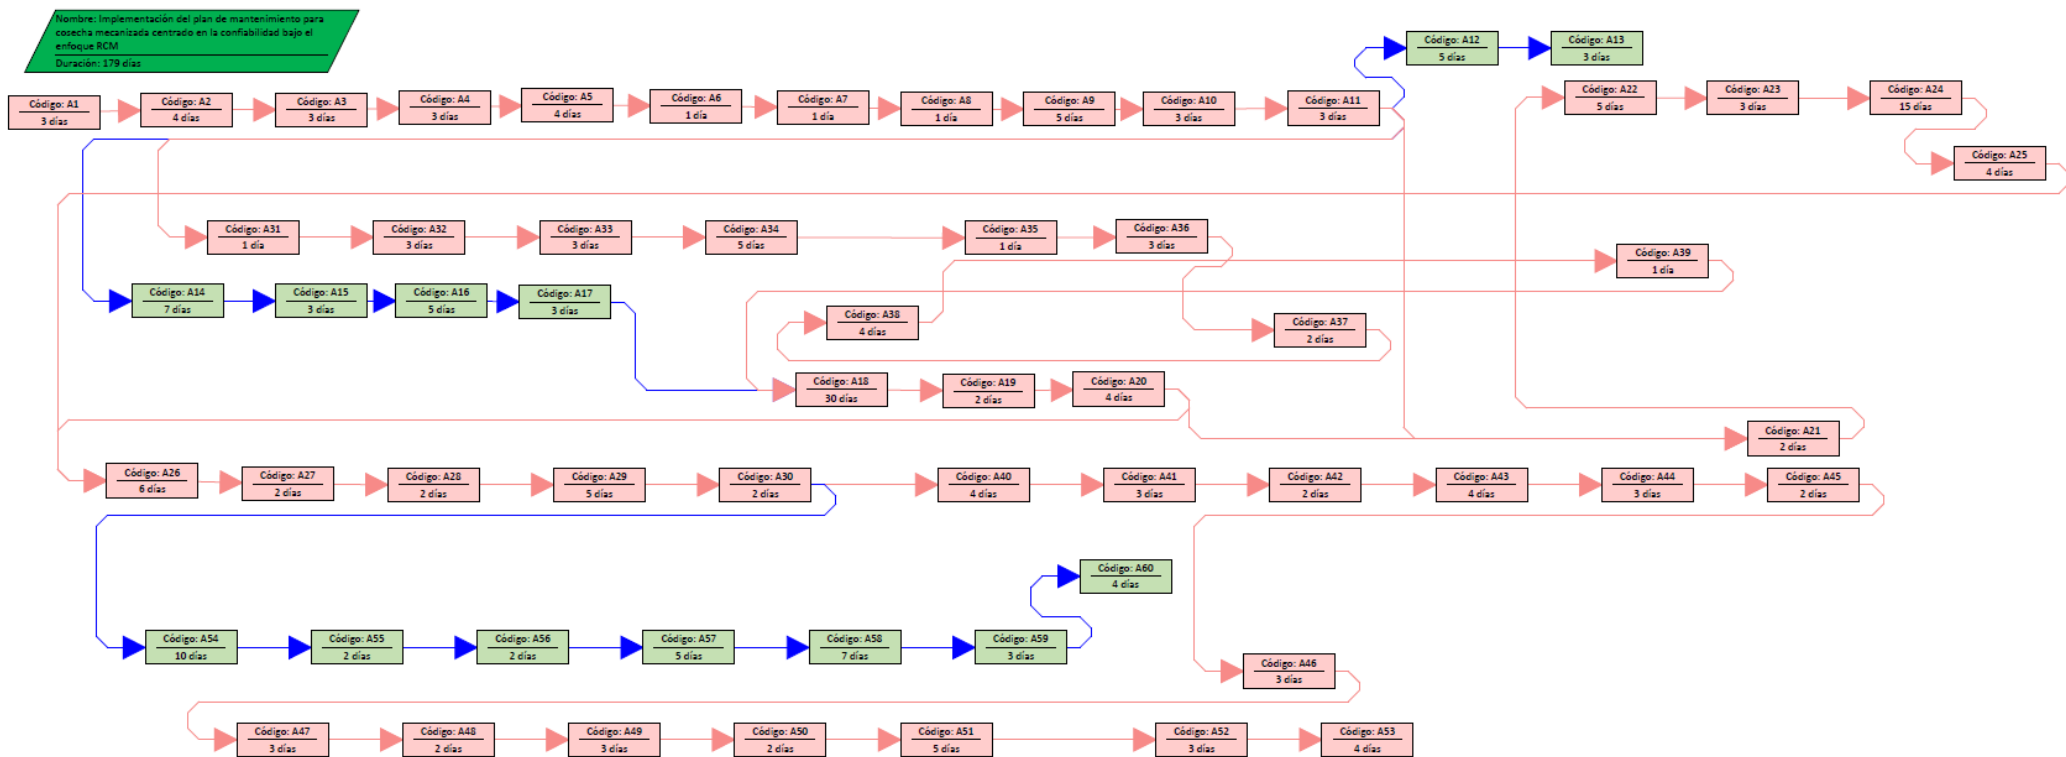 Nombre: Implementación del plan de mantenimiento para
cosecha mecanizada centrado en la confiabilidad bajo el
enfoque RCM
Duración: 179 días
Código: A12
5 días
Código: A13
3 días
Código: A1
3 días
Código: A2
4 días
Código: A3
3 días
Código: A4
3 días
Código: A5
4 días
Código: A6
1 día
Código: A7
1 día
Código: A8
1 día
Código: A9
5 días
Código: A10
3 días
Código: A11
3 días
Código: A22
5 días
Código: A23
3 días
Código: A24
15 días
Código: A25
4 días
Código: A31
1 día
Código: A32
3 días
Código: A33
3 días
Código: A34
5 días
Código: A35
1 día
Código: A36
3 días
Código: A39
1 día
Código: A14
7 días
Código: A15
3 días
Código: A16
5 días
Código: A17
3 días
Código: A38
4 días
Código: A37
2 días
Código: A18
30 días
Código: A19
2 días
Código: A20
4 días
Código: A21
2 días
Código: A26
6 días
Código: A27
2 días
Código: A28
2 días
Código: A29
5 días
Código: A30
2 días
Código: A40
4 días
Código: A41
3 días
Código: A42
2 días
Código: A43
4 días
Código: A44
3 días
Código: A45
2 días
Código: A60
4 días
Código: A54
10 días
Código: A55
2 días
Código: A56
2 días
Código: A57
5 días
Código: A58
7 días
Código: A59
3 días
Código: A46
3 días
Código: A47
3 días
Código: A48
2 días
Código: A49
3 días
Código: A50
2 días
Código: A51
5 días
Código: A52
3 días
Código: A53
4 días